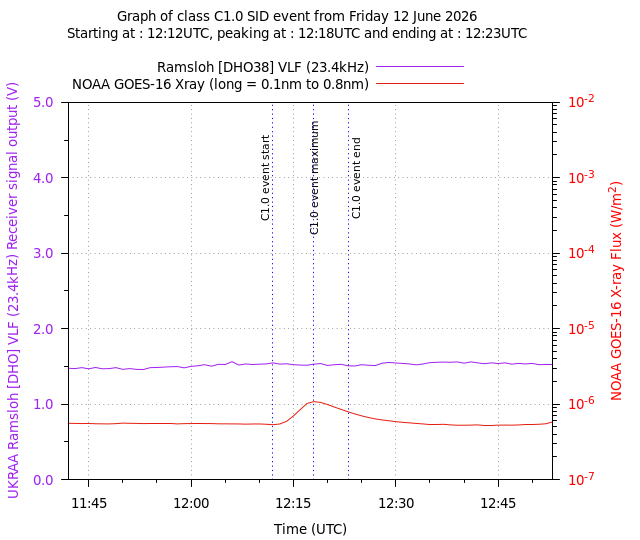 Graph of class C1.0 SID event from Friday 12 June 2026
Starting at : 12:12UTC, peaking at : 12:18UTC and ending at : 12:23UTC
Ramsloh [DHO38] VLF (23.4kHz)
NOAA GOES-16 Xray (long = 0.1nm to 0.8nm)
UKRAA Ramsloh [DHO] VLF (23.4kHz) Receiver signal output (V)
5.0
4.0
3.0
2.0
1.0
0.0
C1.0 event start
C1.0 event maximum
C1.0 event end
10-2
10-3
10-4
10-5
10-6
10-7
NOAA GOES-16 X-ray Flux (W/m2)
11:45 12:00 12:15 12:30 12:45
Time (UTC)